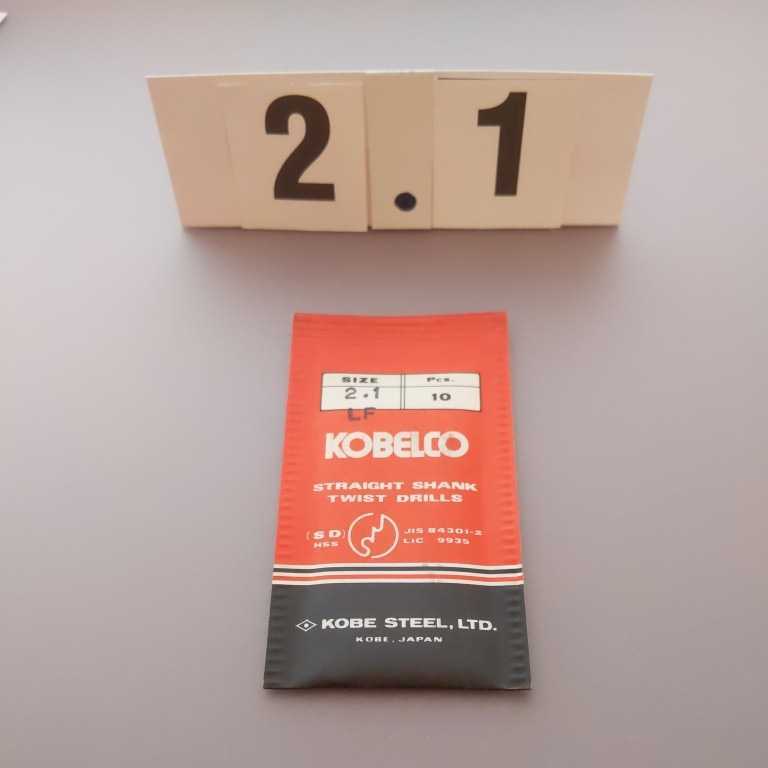 2.1
SIZE Pcs.
2.1 10
LF
KOBELCO
STRAIGHT SHANK
TWIST DRILLS
(SD) JIS B4301-2
HSS LIC 9935
KOBE STEEL, LTD.
KOBE, JAPAN